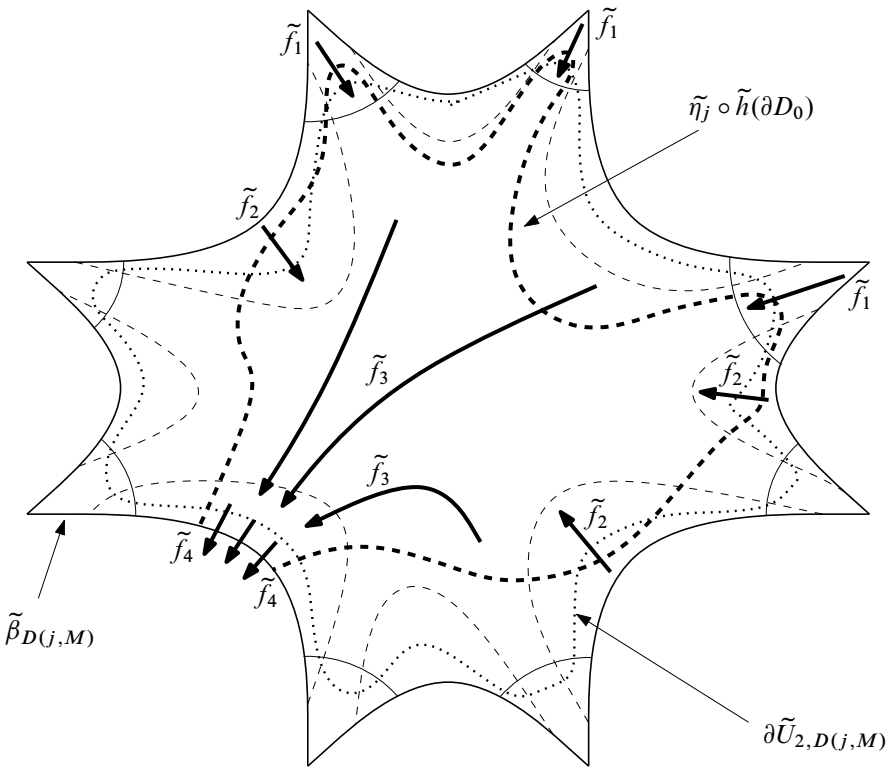 f̃₁
f̃₁
η̃ⱼ ∘ h̃(∂D₀)
f̃₂
f̃₁
f̃₃
f̃₂
f̃₃
f̃₂
f̃₄
f̃₄
β̃_{D(j,M)}
∂Ũ_{2,D(j,M)}